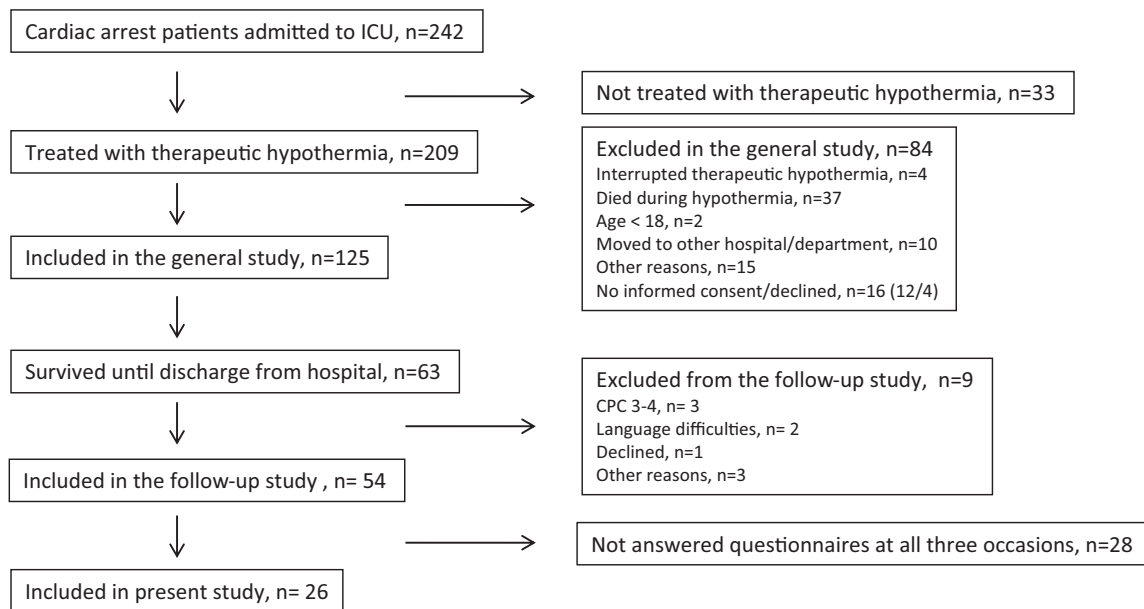 Cardiac arrest patients admitted to ICU, n=242
Not treated with therapeutic hypothermia, n=33
Treated with therapeutic hypothermia, n=209
Excluded in the general study, n=84
Interrupted therapeutic hypothermia, n=4
Died during hypothermia, n=37
Age < 18, n=2
Moved to other hospital/department, n=10
Other reasons, n=15
No informed consent/declined, n=16 (12/4)
Included in the general study, n=125
Survived until discharge from hospital, n=63
Excluded from the follow-up study, n=9
CPC 3-4, n= 3
Language difficulties, n= 2
Declined, n=1
Other reasons, n=3
Included in the follow-up study , n= 54
Not answered questionnaires at all three occasions, n=28
Included in present study, n= 26